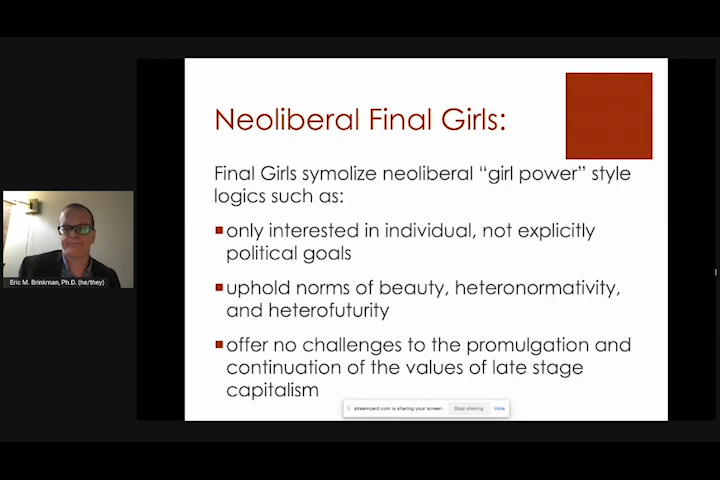 Neoliberal Final Girls:
Final Girls symolize neoliberal “girl power” style
logics such as:
only interested in individual, not explicitly
political goals
uphold norms of beauty, heteronormativity,
and heterofuturity
offer no challenges to the promulgation and
continuation of the values of late stage
capitalism
Eric M. Brinkman, Ph.D. (he/they)
streamyard.com is sharing your screen. Stop sharing Hide